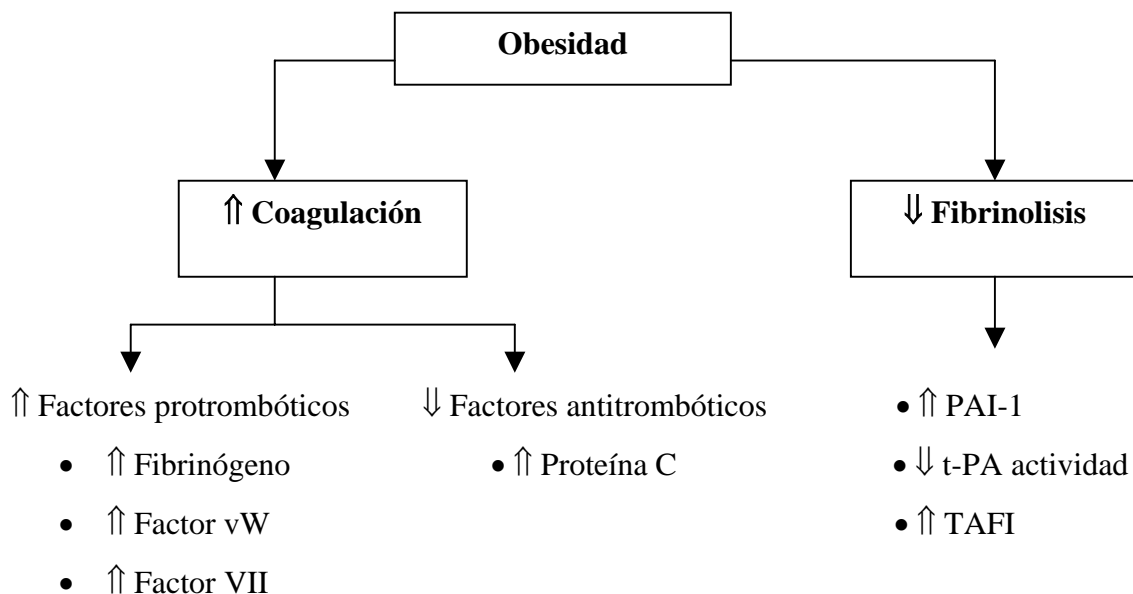 Obesidad
⇑ Coagulación
⇓ Fibrinolisis
⇑ Factores protrombóticos
• ⇑ Fibrinógeno
• ⇑ Factor vW
• ⇑ Factor VII
⇓ Factores antitrombóticos
• ⇑ Proteína C
• ⇑ PAI-1
• ⇓ t-PA actividad
• ⇑ TAFI